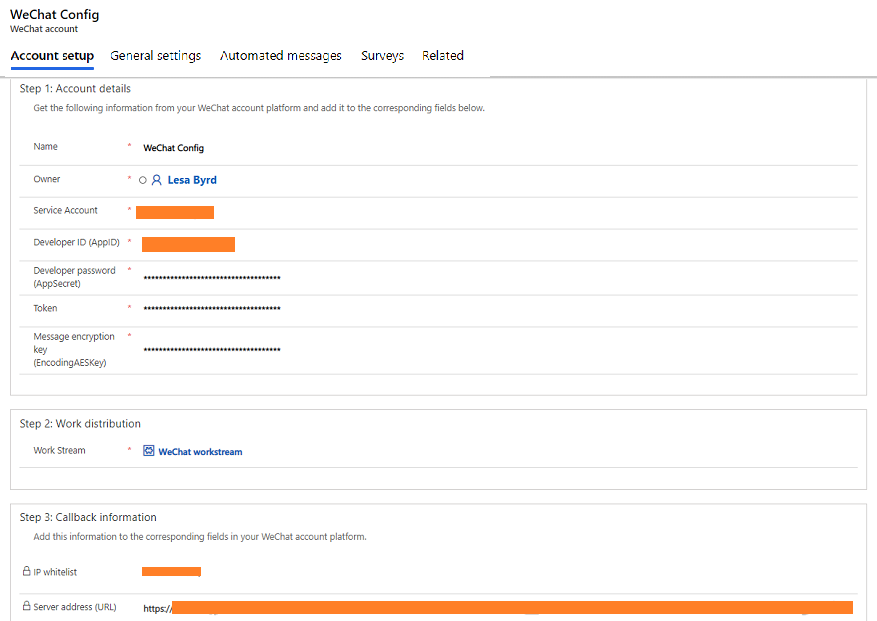 WeChat Config
WeChat account
Account setup General settings Automated messages Surveys Related
Step 1: Account details
Get the following information from your WeChat account platform and add it to the corresponding fields below.
Name * WeChat Config
Owner * Lesa Byrd
Service Account *
Developer ID (AppID) *
Developer password * ************************************
(AppSecret)
Token * ************************************
Message encryption *
key ************************************
(EncodingAESKey)
Step 2: Work distribution
Work Stream * WeChat workstream
Step 3: Callback information
Add this information to the corresponding fields in your WeChat account platform.
IP whitelist
Server address (URL) https://